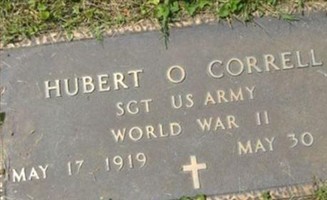 HUBERT O CORRELL
SGT US ARMY
WORLD WAR II
MAY 17 1919 MAY 30